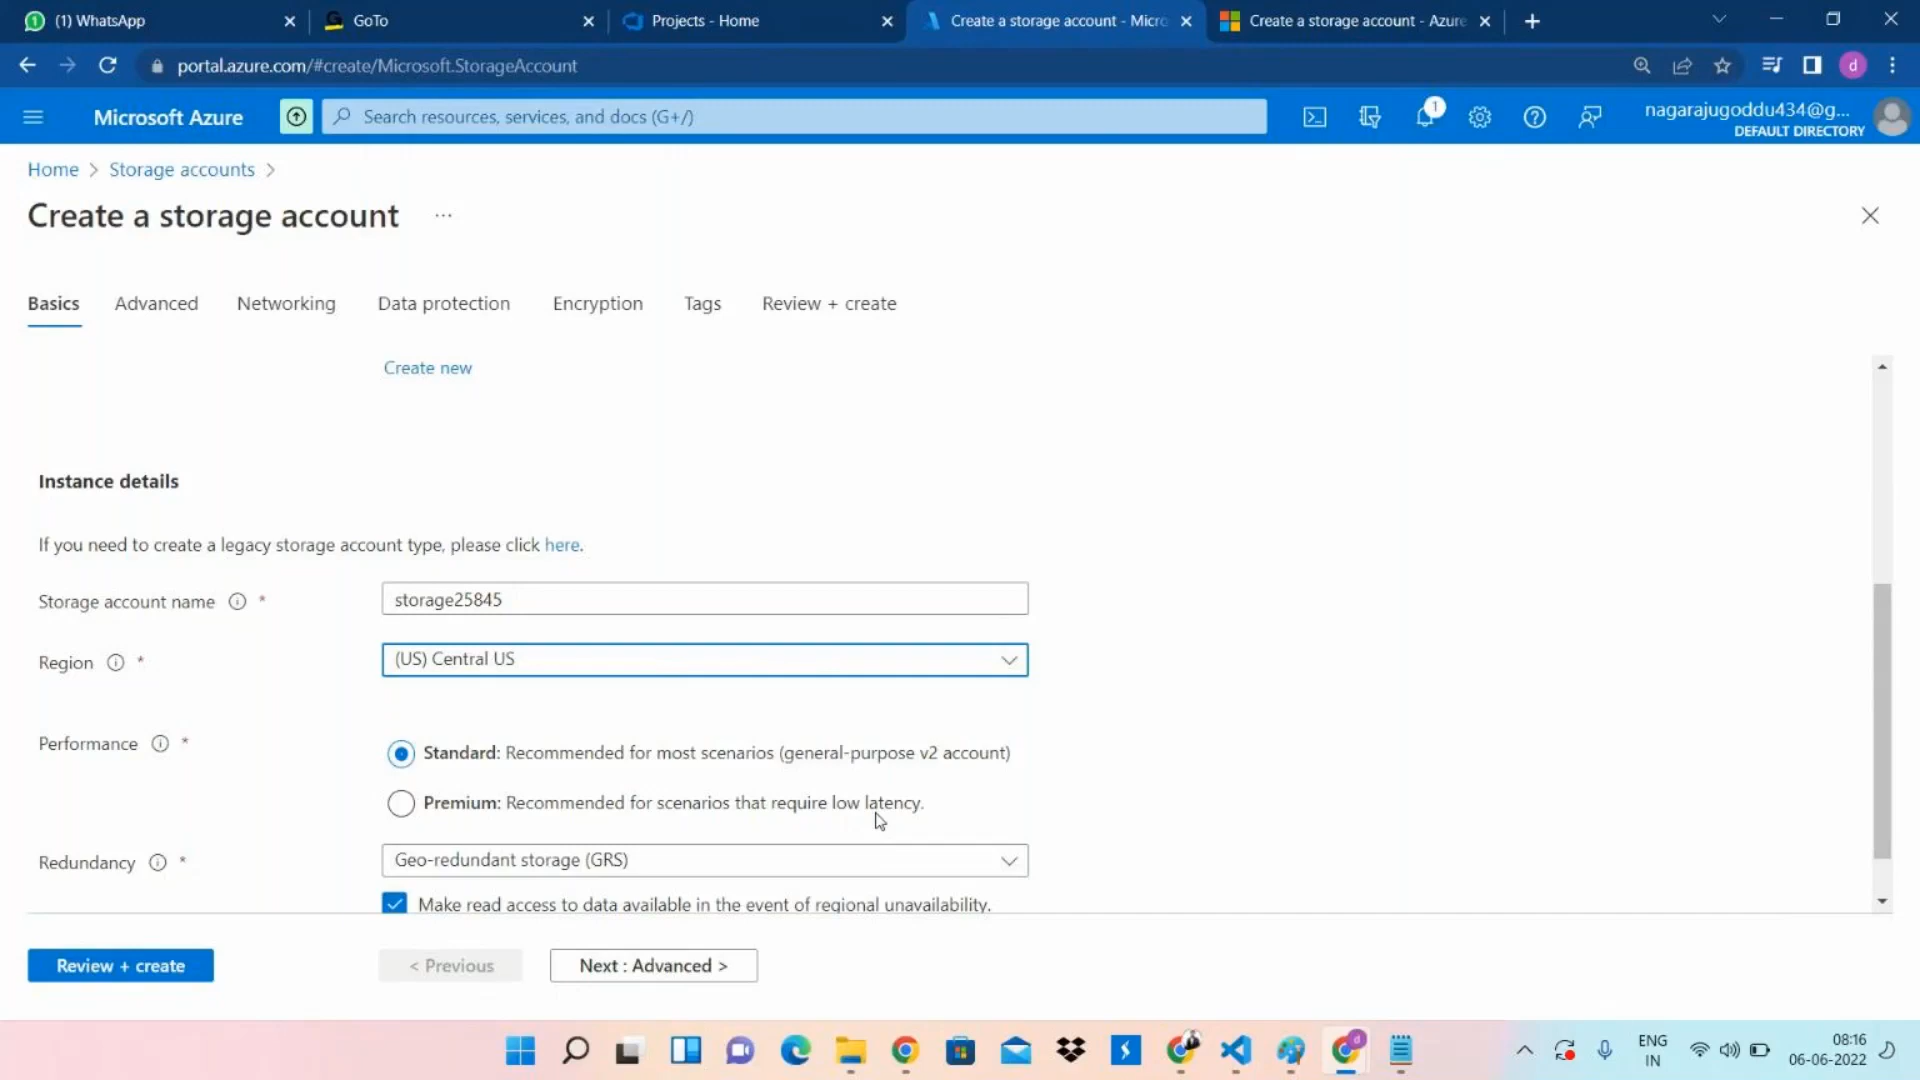 (1) WhatsApp
GoTo
Projects - Home
Create a storage account - Micro
Create a storage account - Azure
portal.azure.com/#create/Microsoft.StorageAccount
d
Microsoft Azure
Search resources, services, and docs (G+/)
1
nagarajugoddu434@g...
DEFAULT DIRECTORY
Home > Storage accounts >
Create a storage account ...
Basics Advanced Networking Data protection Encryption Tags Review + create
Create new
Instance details
If you need to create a legacy storage account type, please click here.
Storage account name * storage25845
Region * (US) Central US
Performance * Standard: Recommended for most scenarios (general-purpose v2 account)
Premium: Recommended for scenarios that require low latency.
Redundancy * Geo-redundant storage (GRS)
Make read access to data available in the event of regional unavailability.
Review + create < Previous Next : Advanced >
ENG
IN
08:16
06-06-2022